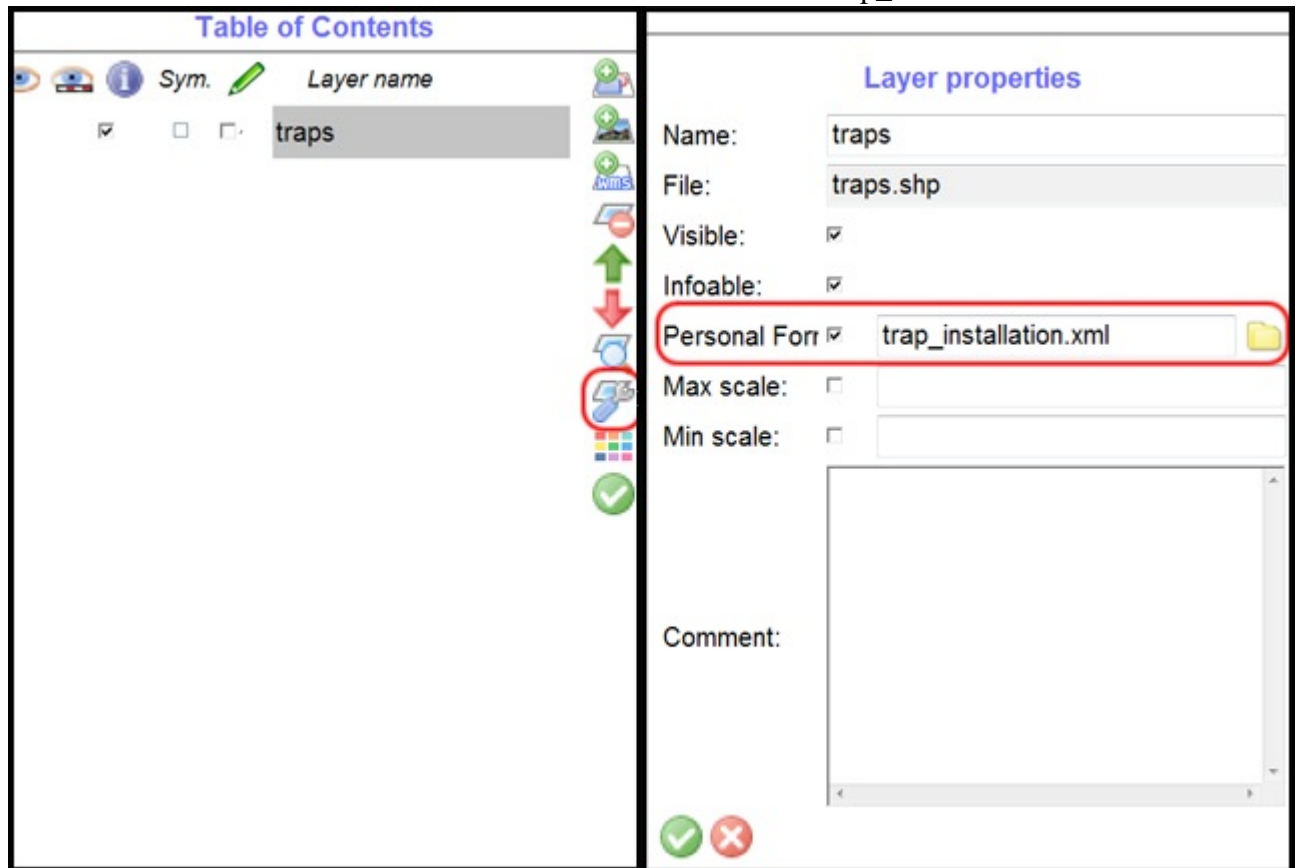 Table of Contents
Sym. Layer name
traps
wms
Layer properties
Name: traps
File: traps.shp
Visible:
Infoable:
Personal Forr trap_installation.xml
Max scale:
Min scale:
Comment: